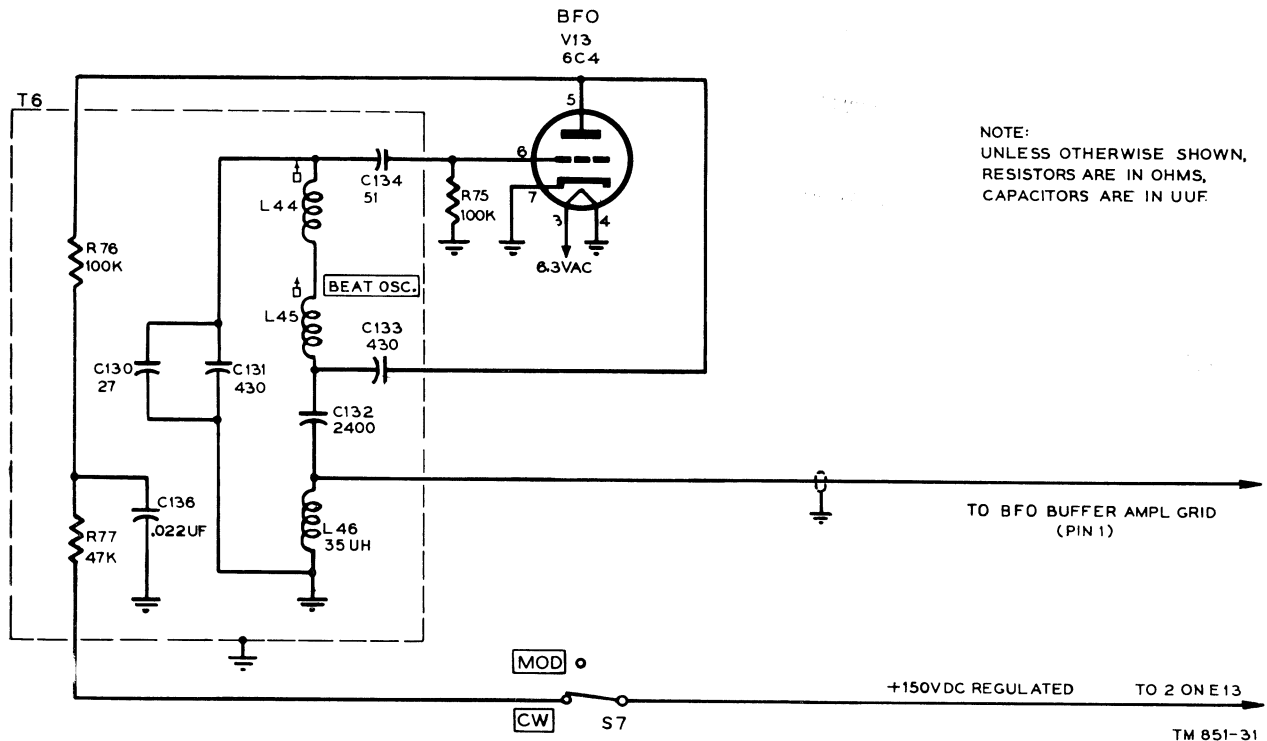 BFO
V13
6C4
T6
5
6
7
3
4
C134
51
R75
100K
6.3VAC
NOTE:
UNLESS OTHERWISE SHOWN,
RESISTORS ARE IN OHMS,
CAPACITORS ARE IN UUF.
L44
R76
100K
BEAT OSC.
L45
C133
430
C130
27
C131
430
C132
2400
C136
.022UF
R77
47K
L46
35UH
TO BFO BUFFER AMPL GRID
(PIN 1)
MOD
CW
S7
+150VDC REGULATED
TO 2 ON E13
TM 851-31